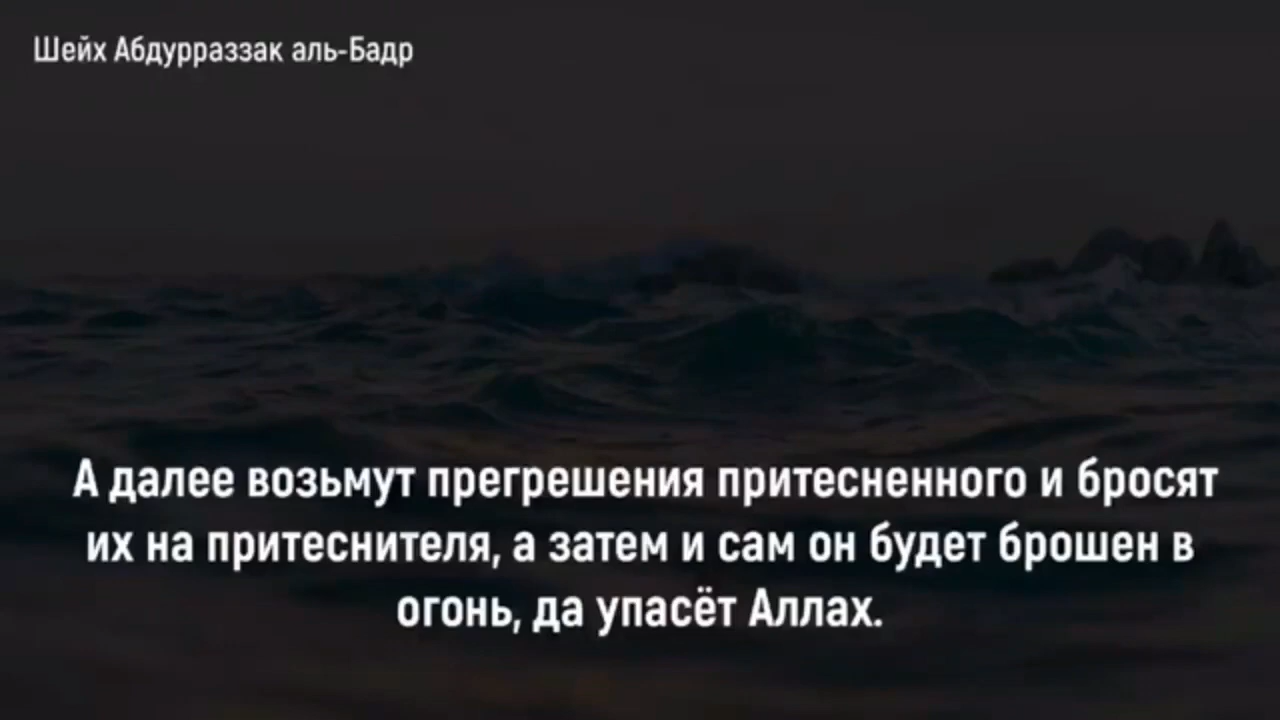 Шейх Абдурраззак аль-Бадр
А далее возьмут прегрешения притесненного и бросят
их на притеснителя, а затем и сам он будет брошен в
огонь, да упасёт Аллах.